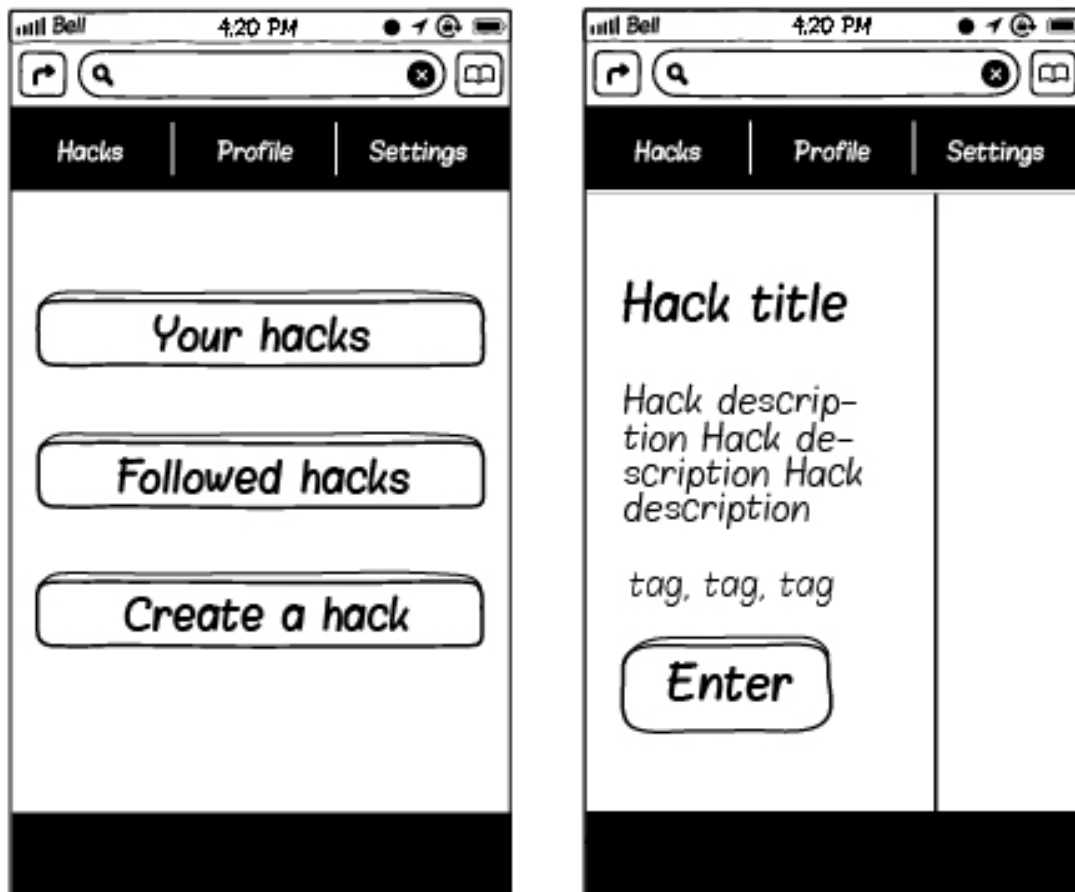 Bell 4:20 PM
Hacks Profile Settings
Your hacks
Followed hacks
Create a hack
Bell 4:20 PM
Hacks Profile Settings
Hack title
Hack descrip-
tion Hack de-
scription Hack
description
tag, tag, tag
Enter